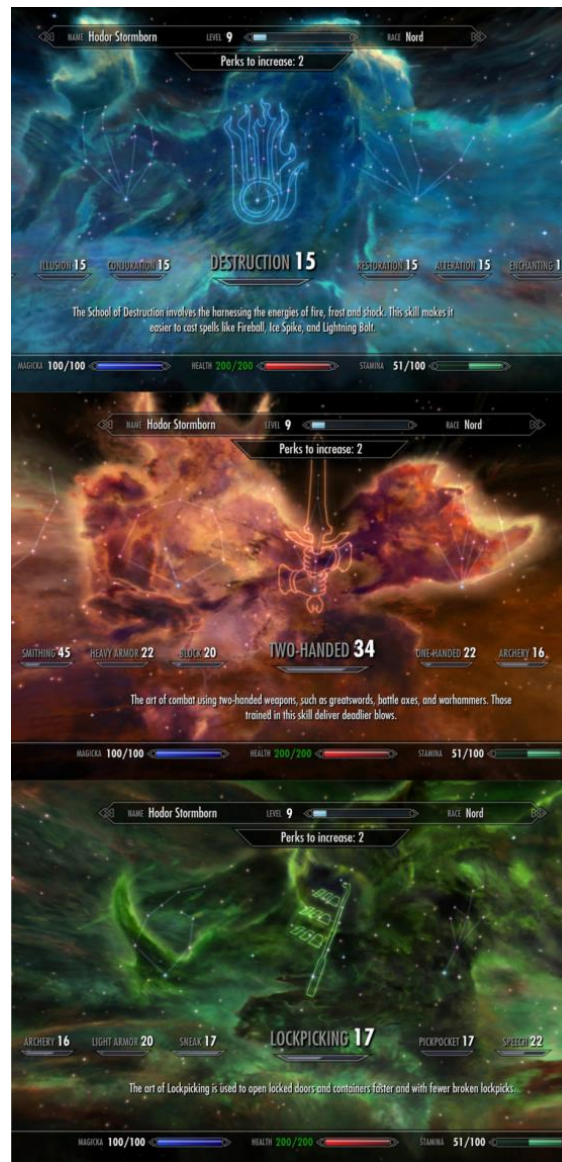 NAME Hodor Stormborn LEVEL 9 RACE Nord
Perks to increase: 2
ILLUSION 15 CONJURATION 15 DESTRUCTION 15 RESTORATION 15 ALTERATION 15 ENCHANTING 1
The School of Destruction involves the harnessing the energies of fire, frost and shock. This skill makes it
easier to cast spells like Fireball, Ice Spike, and Lightning Bolt.
MAGICKA 100/100 HEALTH 200/200 STAMINA 51/100
NAME Hodor Stormborn LEVEL 9 RACE Nord
Perks to increase: 2
SMITHING 45 HEAVY ARMOR 22 BLOCK 20 TWO-HANDED 34 ONE-HANDED 22 ARCHERY 16
The art of combat using two-handed weapons, such as greatswords, battle axes, and warhammers. Those
trained in this skill deliver deadlier blows.
MAGICKA 100/100 HEALTH 200/200 STAMINA 51/100
NAME Hodor Stormborn LEVEL 9 RACE Nord
Perks to increase: 2
ARCHERY 16 LIGHT ARMOR 20 SNEAK 17 LOCKPICKING 17 PICKPOCKET 17 SPEECH 22
The art of Lockpicking is used to open locked doors and containers faster and with fewer broken lockpicks.
MAGICKA 100/100 HEALTH 200/200 STAMINA 51/100